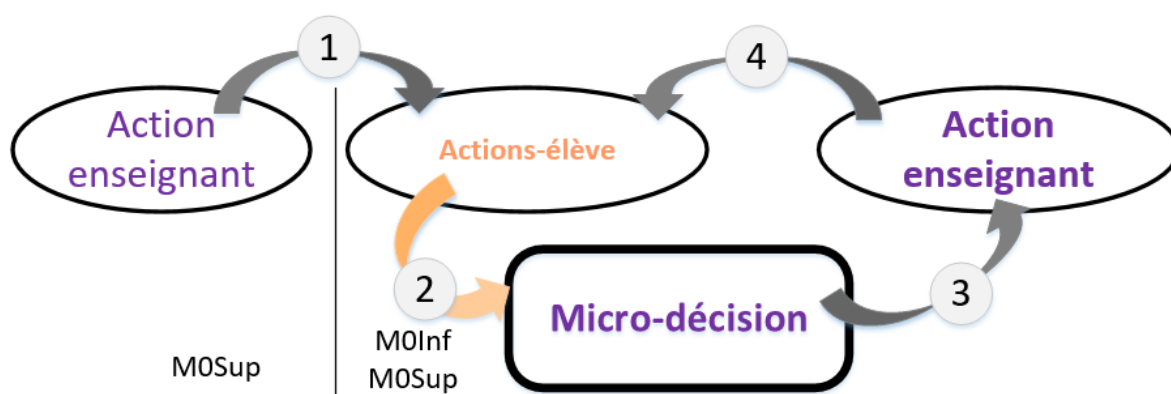 1
4
Action
enseignant
Actions-élève
Action
enseignant
2
3
Micro-décision
M0Inf
M0Sup
M0Sup